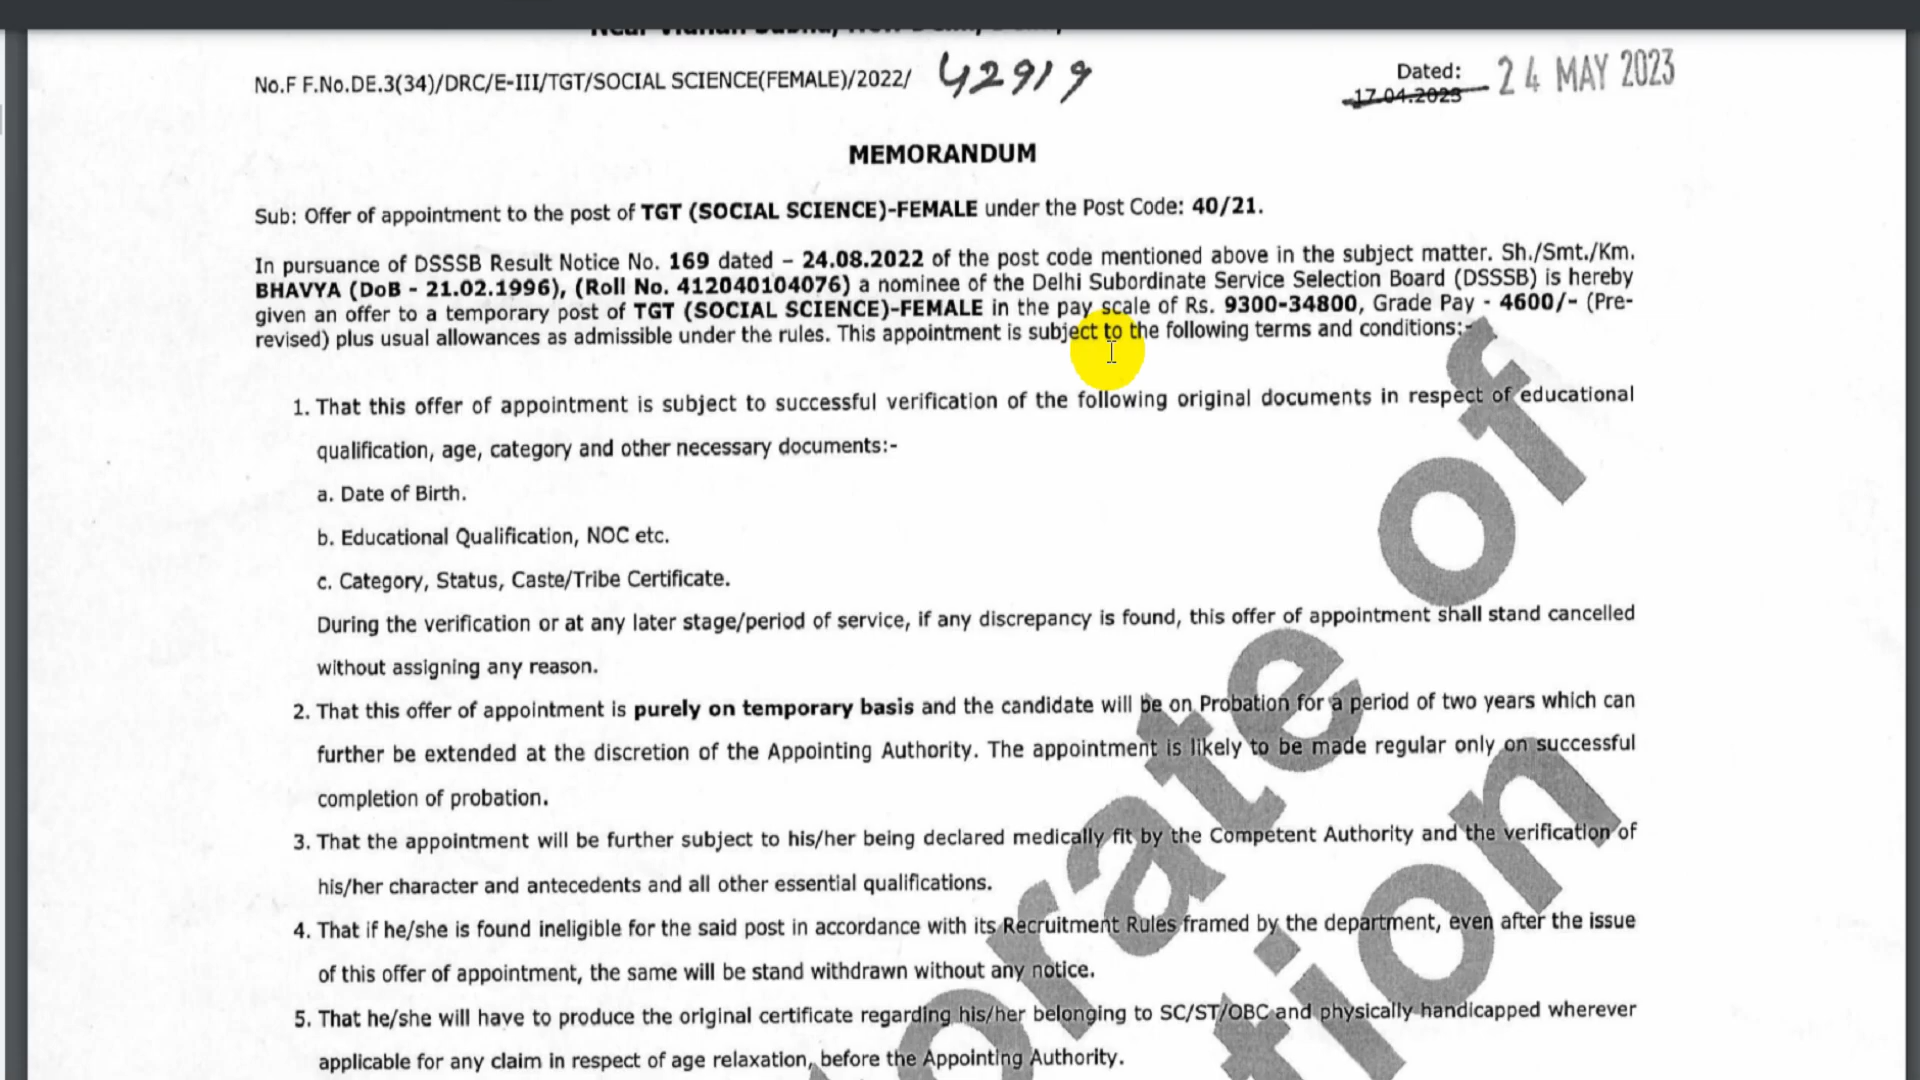 No.F F.No.DE.3(34)/DRC/E-III/TGT/SOCIAL SCIENCE(FEMALE)/2022/ 42919
Dated: 24 MAY 2023
17.04.2023
MEMORANDUM
Sub: Offer of appointment to the post of TGT (SOCIAL SCIENCE)-FEMALE under the Post Code: 40/21.
In pursuance of DSSSB Result Notice No. 169 dated – 24.08.2022 of the post code mentioned above in the subject matter. Sh./Smt./Km.
BHAVYA (DoB - 21.02.1996), (Roll No. 412040104076) a nominee of the Delhi Subordinate Service Selection Board (DSSSB) is hereby
given an offer to a temporary post of TGT (SOCIAL SCIENCE)-FEMALE in the pay scale of Rs. 9300-34800, Grade Pay - 4600/- (Pre-
revised) plus usual allowances as admissible under the rules. This appointment is subject to the following terms and conditions:-
1. That this offer of appointment is subject to successful verification of the following original documents in respect of educational
qualification, age, category and other necessary documents:-
a. Date of Birth.
b. Educational Qualification, NOC etc.
c. Category, Status, Caste/Tribe Certificate.
During the verification or at any later stage/period of service, if any discrepancy is found, this offer of appointment shall stand cancelled
without assigning any reason.
2. That this offer of appointment is purely on temporary basis and the candidate will be on Probation for a period of two years which can
further be extended at the discretion of the Appointing Authority. The appointment is likely to be made regular only on successful
completion of probation.
3. That the appointment will be further subject to his/her being declared medically fit by the Competent Authority and the verification of
his/her character and antecedents and all other essential qualifications.
4. That if he/she is found ineligible for the said post in accordance with its Recruitment Rules framed by the department, even after the issue
of this offer of appointment, the same will be stand withdrawn without any notice.
5. That he/she will have to produce the original certificate regarding his/her belonging to SC/ST/OBC and physically handicapped wherever
applicable for any claim in respect of age relaxation, before the Appointing Authority.
orate of
tion